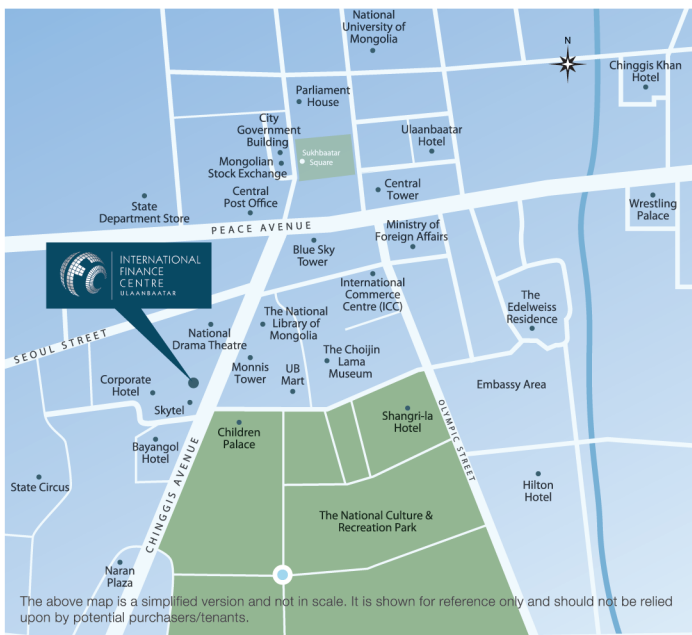 National
University of
Mongolia
N
Chinggis Khan
Hotel
Parliament
House
City
Government
Building
Ulaanbaatar
Hotel
Sukhbaatar
Square
Mongolian
Stock Exchange
Central
Post Office
Central
Tower
State
Department Store
Wrestling
Palace
PEACE AVENUE
Ministry of
Foreign Affairs
Blue Sky
Tower
INTERNATIONAL
FINANCE
CENTRE
ULAANBAATAR
International
Commerce
Centre (ICC)
The
Edelweiss
Residence
The National
Library of
Mongolia
National
Drama Theatre
SEOUL STREET
The Choijin
Lama
Museum
Monnis
Tower
UB
Mart
Corporate
Hotel
Skytel
Embassy Area
Shangri-la
Hotel
OLYMPIC STREET
Children
Palace
Bayangol
Hotel
CHINGGIS AVENUE
State Circus
Hilton
Hotel
The National Culture &
Recreation Park
Naran
Plaza
The above map is a simplified version and not in scale. It is shown for reference only and should not be relied
upon by potential purchasers/tenants.